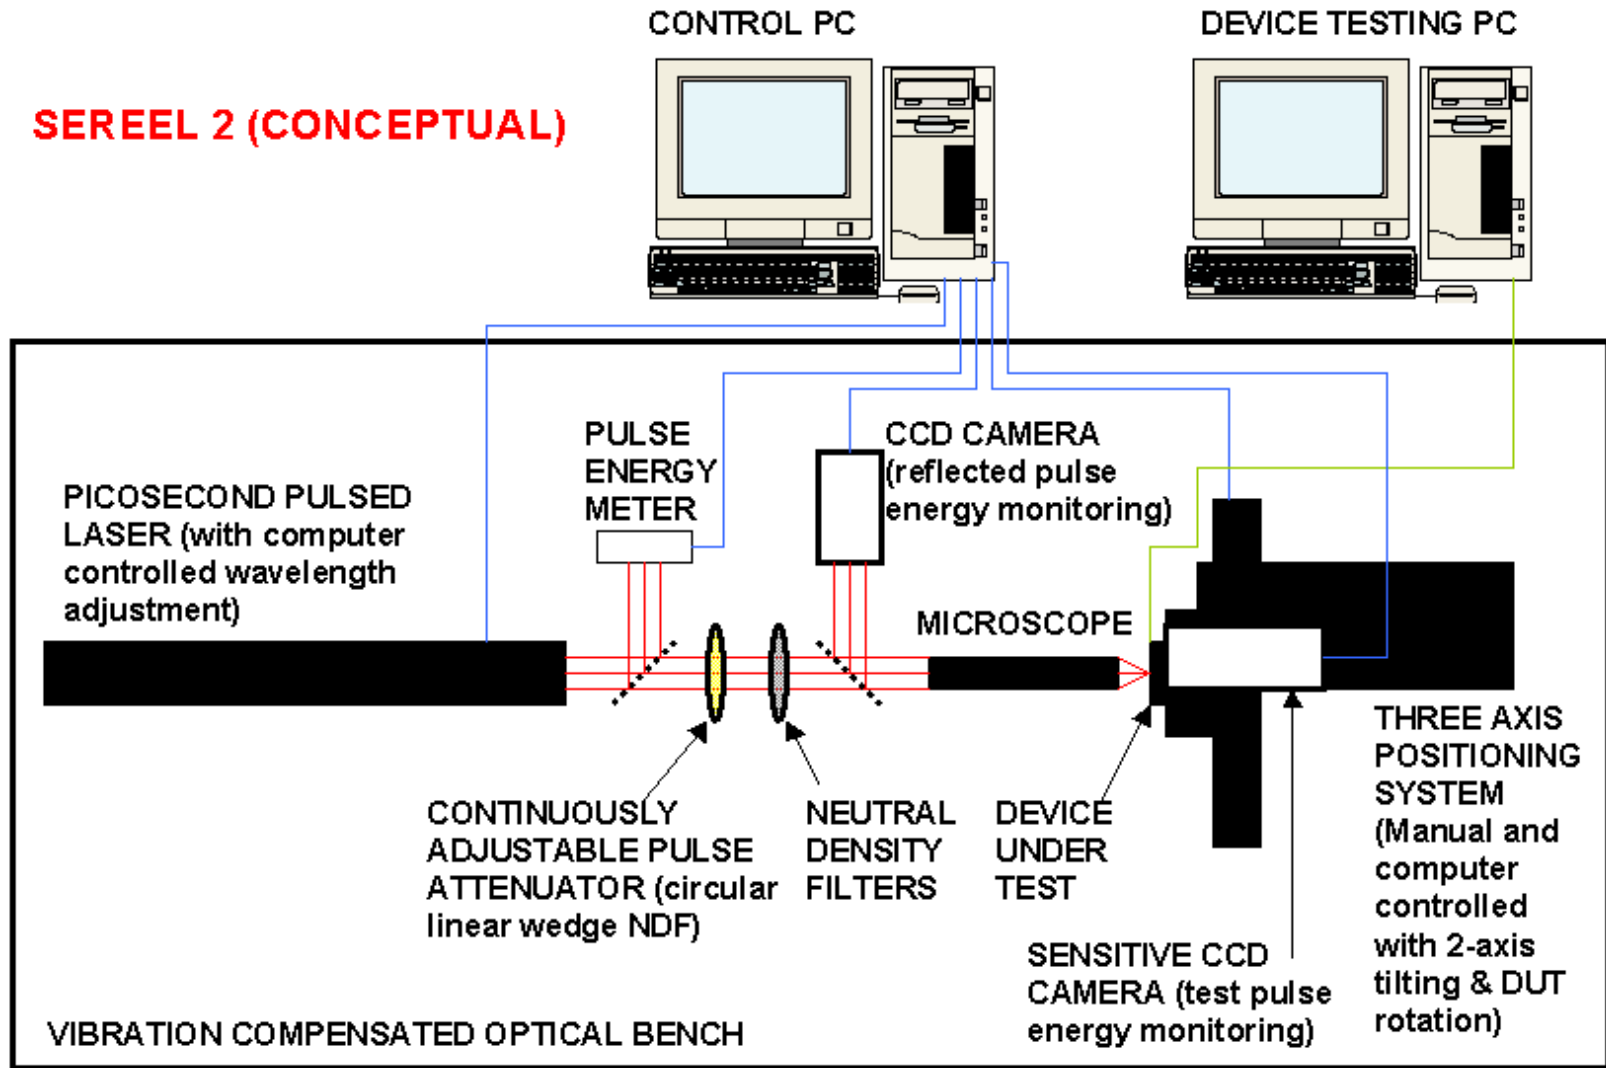 CONTROL PC
DEVICE TESTING PC
SEREEL 2 (CONCEPTUAL)
PULSE
ENERGY
METER
CCD CAMERA
(reflected pulse
energy monitoring)
PICOSECOND PULSED
LASER (with computer
controlled wavelength
adjustment)
MICROSCOPE
CONTINUOUSLY
ADJUSTABLE PULSE
ATTENUATOR (circular
linear wedge NDF)
NEUTRAL
DENSITY
FILTERS
DEVICE
UNDER
TEST
THREE AXIS
POSITIONING
SYSTEM
(Manual and
computer
controlled
with 2-axis
tilting & DUT
rotation)
SENSITIVE CCD
CAMERA (test pulse
energy monitoring)
VIBRATION COMPENSATED OPTICAL BENCH